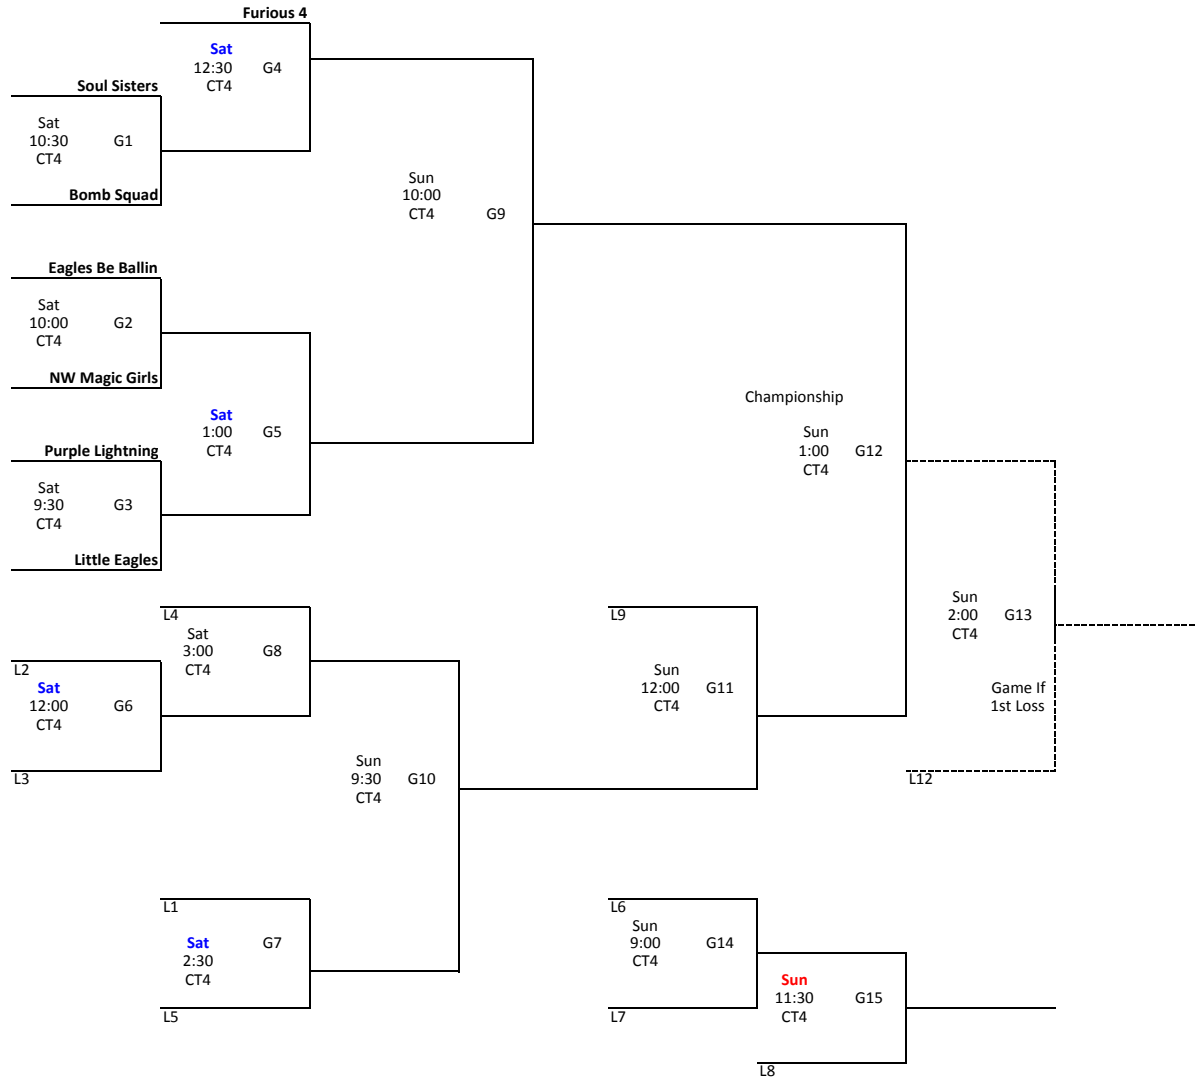 Furious 4
Sat
12:30 G4
CT4
Soul Sisters
Sat
10:30 G1
CT4
Bomb Squad
Sun
10:00
CT4 G9
Eagles Be Ballin
Sat
10:00 G2
CT4
NW Magic Girls
Sat
1:00 G5
CT4
Championship
Sun
1:00 G12
CT4
Purple Lightning
Sat
9:30 G3
CT4
Little Eagles
L4
Sat
3:00 G8
CT4
L9
Sun
12:00 G11
CT4
Sun
2:00 G13
CT4
Game If
1st Loss
L12
L2
Sat
12:00 G6
CT4
L3
Sun
9:30 G10
CT4
L1
Sat G7
2:30
CT4
L5
L6
Sun
9:00 G14
CT4
L7
Sun
11:30 G15
CT4
L8